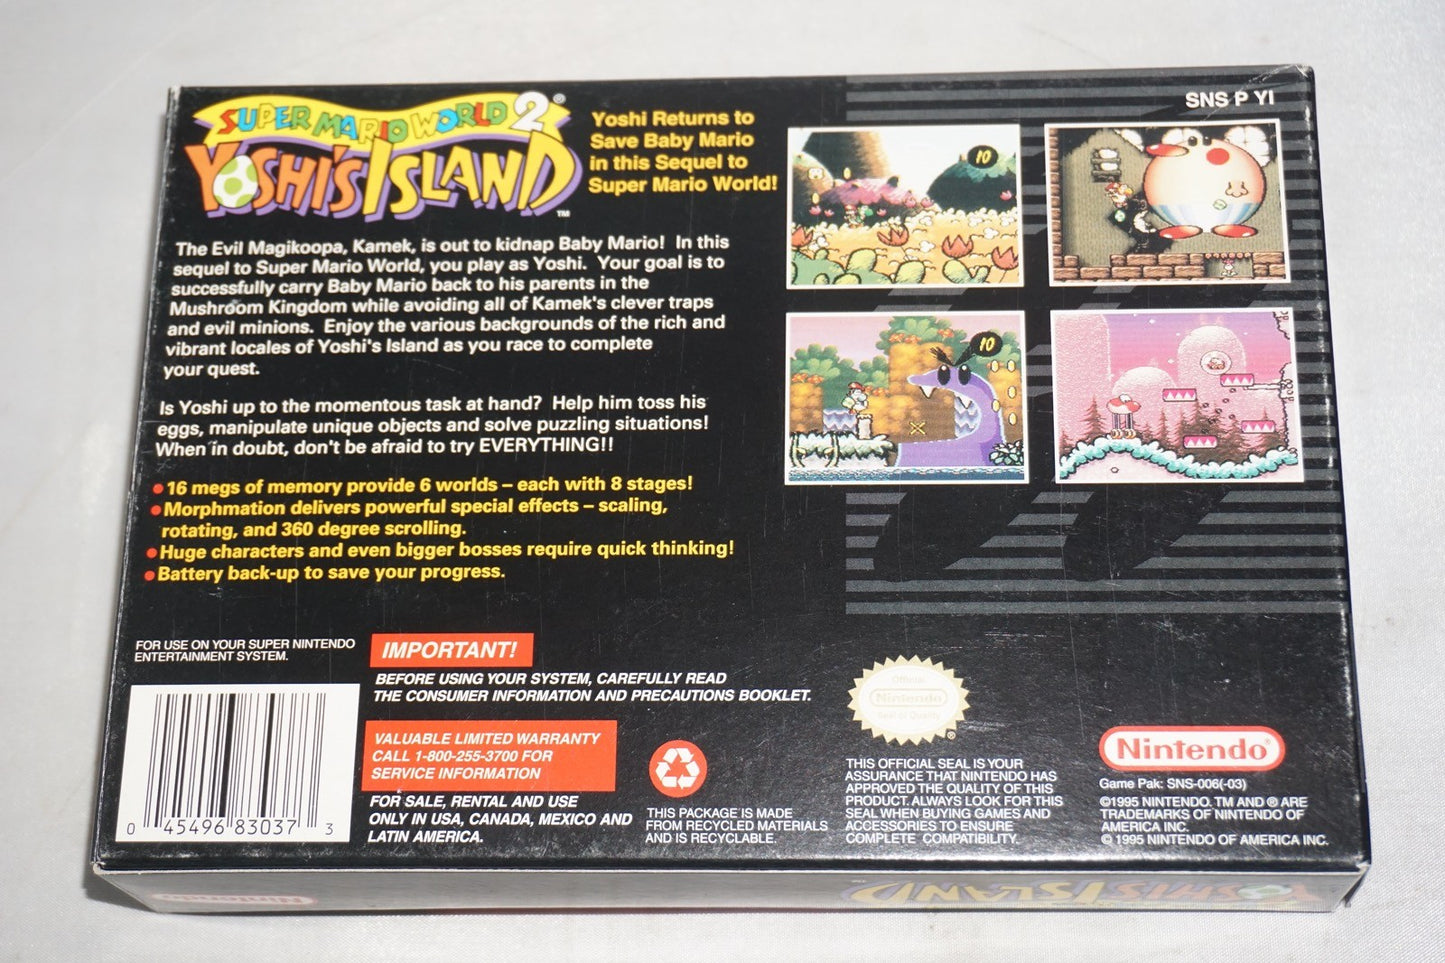 SUPER MARIO WORLD 2®
YOSHI'S ISLAND
TM
Yoshi Returns to
Save Baby Mario
in this Sequel to
Super Mario World!
SNS P YI
10
10
The Evil Magikoopa, Kamek, is out to kidnap Baby Mario!  In this
sequel to Super Mario World, you play as Yoshi.  Your goal is to
successfully carry Baby Mario back to his parents in the
Mushroom Kingdom while avoiding all of Kamek's clever traps
and evil minions.  Enjoy the various backgrounds of the rich and
vibrant locales of Yoshi's Island as you race to complete
your quest.
Is Yoshi up to the momentous task at hand?  Help him toss his
eggs, manipulate unique objects and solve puzzling situations!
When in doubt, don't be afraid to try EVERYTHING!!
• 16 megs of memory provide 6 worlds – each with 8 stages!
• Morphmation delivers powerful special effects – scaling,
rotating, and 360 degree scrolling.
• Huge characters and even bigger bosses require quick thinking!
• Battery back-up to save your progress.
FOR USE ON YOUR SUPER NINTENDO
ENTERTAINMENT SYSTEM.
IMPORTANT!
BEFORE USING YOUR SYSTEM, CAREFULLY READ
THE CONSUMER INFORMATION AND PRECAUTIONS BOOKLET.
VALUABLE LIMITED WARRANTY
CALL 1-800-255-3700 FOR
SERVICE INFORMATION
FOR SALE, RENTAL AND USE
ONLY IN USA, CANADA, MEXICO AND
LATIN AMERICA.
0 45496 83037 3
THIS PACKAGE IS MADE
FROM RECYCLED MATERIALS
AND IS RECYCLABLE.
Official
Nintendo
Seal of Quality
®
THIS OFFICIAL SEAL IS YOUR
ASSURANCE THAT NINTENDO HAS
APPROVED THE QUALITY OF THIS
PRODUCT. ALWAYS LOOK FOR THIS
SEAL WHEN BUYING GAMES AND
ACCESSORIES TO ENSURE
COMPLETE COMPATIBILITY.
Nintendo®
Game Pak: SNS-006(-03)
©1995 NINTENDO. TM AND ® ARE
TRADEMARKS OF NINTENDO OF
AMERICA INC.
© 1995 NINTENDO OF AMERICA INC.
Nintendo
YOSHI'S ISLAND